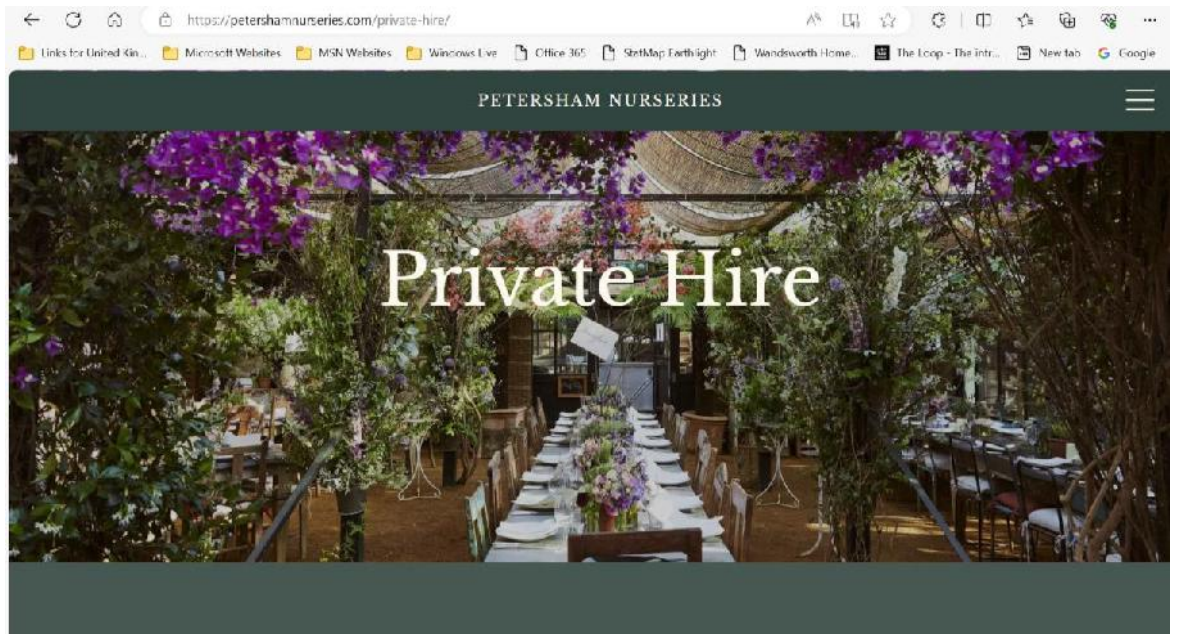 https://petershamnurseries.com/private-hire/
Links for United Kin... Microsoft Websites MSN Websites Windows Live Office 365 StatMap Earthlight Wandsworth Home... The Loop - The intr... New tab Google
PETERSHAM NURSERIES
Private Hire